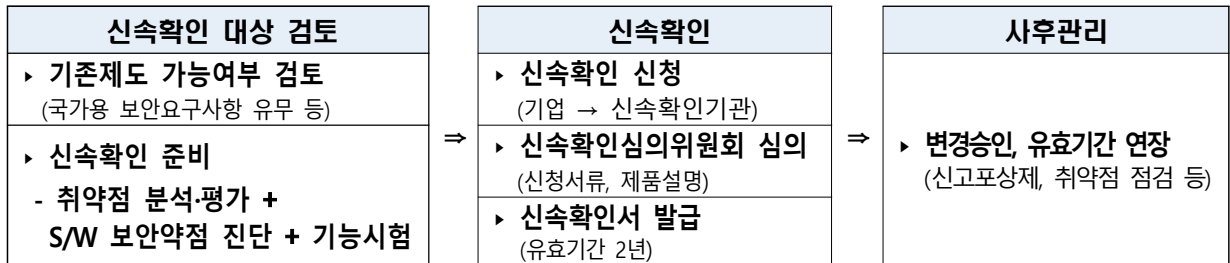 신속확인 대상 검토
▸ 기존제도 가능여부 검토
(국가용 보안요구사항 유무 등)
▸ 신속확인 준비
- 취약점 분석·평가 +
S/W 보안약점 진단 + 기능시험
⇒
신속확인
▸ 신속확인 신청
(기업 → 신속확인기관)
▸ 신속확인심의위원회 심의
(신청서류, 제품설명)
▸ 신속확인서 발급
(유효기간 2년)
⇒
사후관리
▸ 변경승인, 유효기간 연장
(신고포상제, 취약점 점검 등)